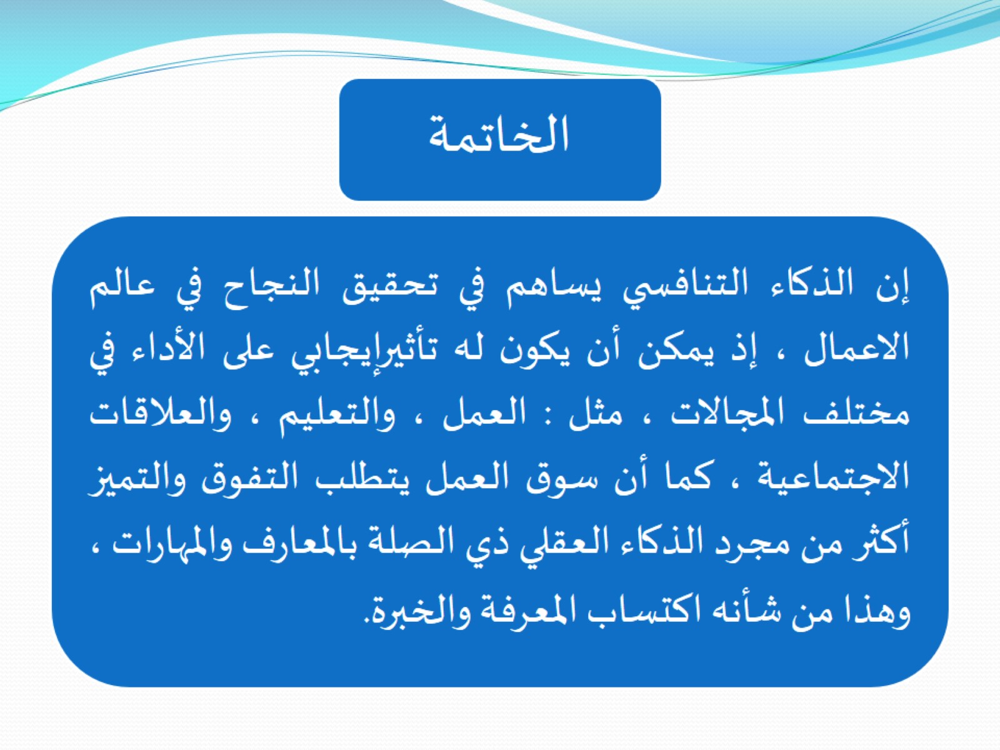 الخاتمة
إن الذكاء التنافسي يساهم في تحقيق النجاح في عالم
الاعمال ، إذ يمكن أن يكون له تأثيرإيجابي على الأداء في
مختلف المجالات ، مثل : العمل ، والتعليم ، والعلاقات
الاجتماعية ، كما أن سوق العمل يتطلب التفوق والتميز
أكثر من مجرد الذكاء العقلي ذي الصلة بالمعارف والمهارات ،
وهذا من شأنه اكتساب المعرفة والخبرة.